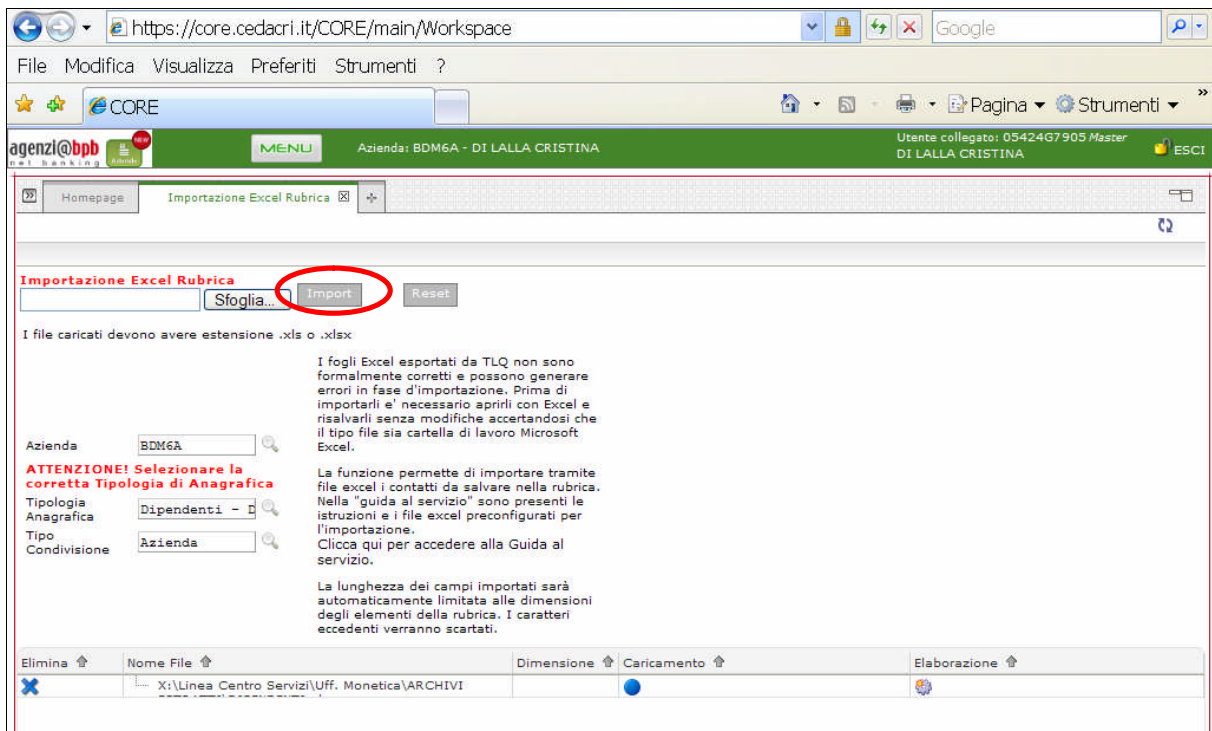 https://core.cedacri.it/CORE/main/Workspace
Google
File Modifica Visualizza Preferiti Strumenti ?
CORE
Pagina
Strumenti
»
agenzi@bpb
net banking
Aziende
NEW
MENU
Azienda: BDM6A - DI LALLA CRISTINA
Utente collegato: 05424G7905 Master
DI LALLA CRISTINA
ESCI
Homepage
Importazione Excel Rubrica
Importazione Excel Rubrica
Sfoglia...
Import
Reset
I file caricati devono avere estensione .xls o .xlsx
I fogli Excel esportati da TLQ non sono
formalmente corretti e possono generare
errori in fase d'importazione. Prima di
importarli e' necessario aprirli con Excel e
risalvarli senza modifiche accertandosi che
il tipo file sia cartella di lavoro Microsoft
Excel.
Azienda
BDM6A
ATTENZIONE! Selezionare la
corretta Tipologia di Anagrafica
Tipologia
Anagrafica
Dipendenti - D
Tipo
Condivisione
Azienda
La funzione permette di importare tramite
file excel i contatti da salvare nella rubrica.
Nella "guida al servizio" sono presenti le
istruzioni e i file excel preconfigurati per
l'importazione.
Clicca qui per accedere alla Guida al
servizio.
La lunghezza dei campi importati sarà
automaticamente limitata alle dimensioni
degli elementi della rubrica. I caratteri
eccedenti verranno scartati.
Elimina
Nome File
Dimensione
Caricamento
Elaborazione
X:\Linea Centro Servizi\Uff. Monetica\ARCHIVI